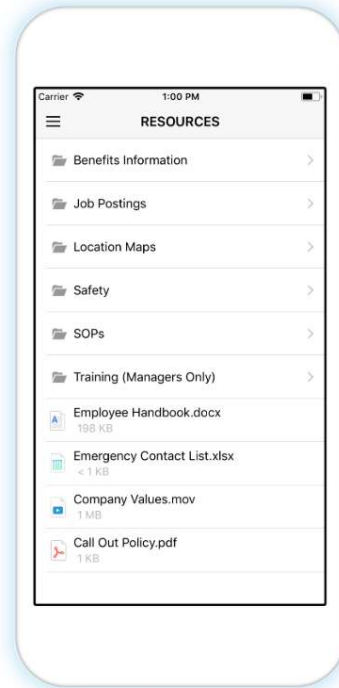 Carrier 1:00 PM
RESOURCES
Benefits Information
Job Postings
Location Maps
Safety
SOPs
Training (Managers Only)
A
Employee Handbook.docx
198 KB
Emergency Contact List.xlsx
< 1 KB
Company Values.mov
1 MB
Call Out Policy.pdf
1 KB